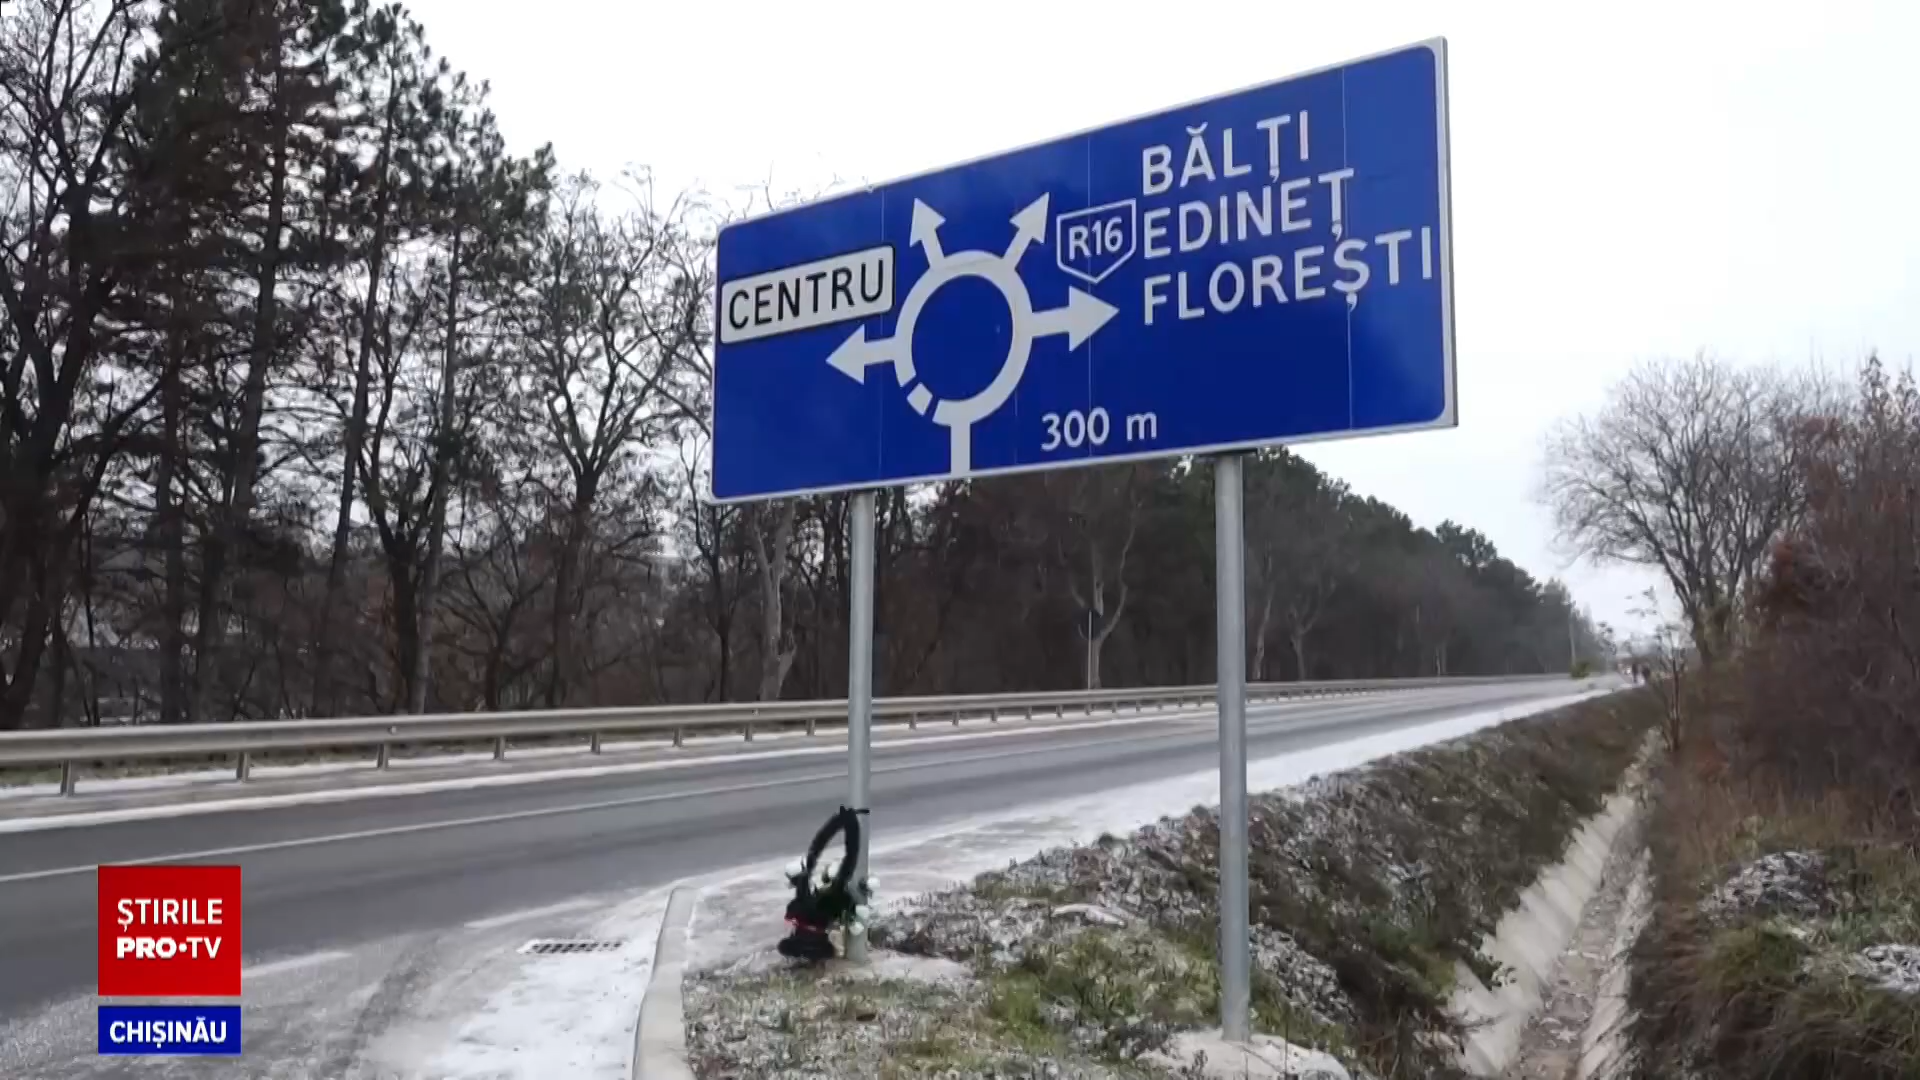 CENTRU
R16
BĂLȚI
EDINEȚ
FLOREȘTI
300 m
ȘTIRILE
PRO•TV
CHIȘINĂU